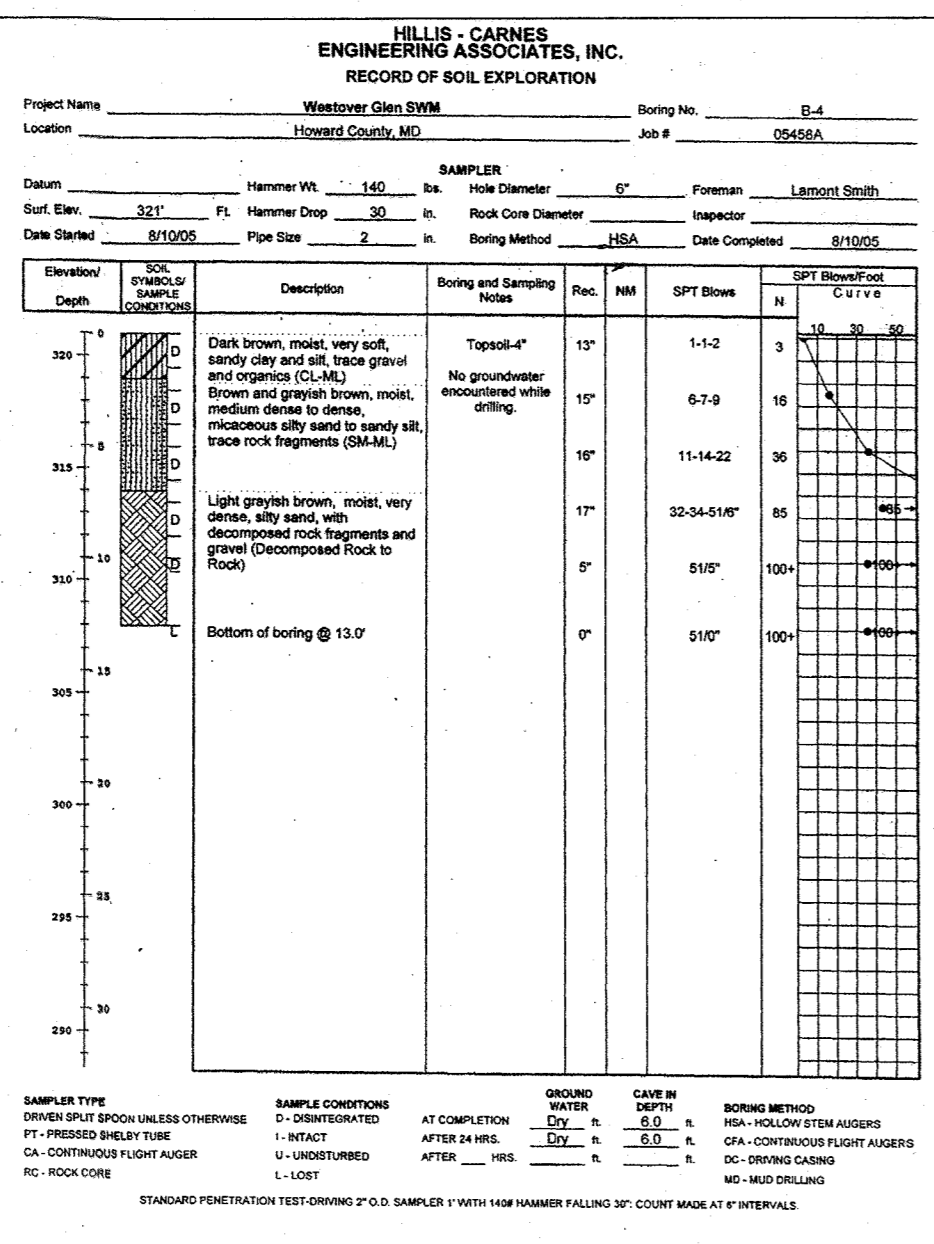 HILLIS - CARNES
ENGINEERING ASSOCIATES, INC.
RECORD OF SOIL EXPLORATION
Project Name Westover Glen SWM Boring No. B-4
Location Howard County, MD Job # 05458A
SAMPLER
Datum Hammer Wt. 140 lbs. Hole Diameter 6" Foreman Lamont Smith
Surf. Elev. 321' Ft. Hammer Drop 30 in. Rock Core Diameter Inspector
Date Started 8/10/05 Pipe Size 2 in. Boring Method HSA Date Completed 8/10/05
Elevation/ Depth SOIL SYMBOLS/ SAMPLE CONDITIONS Description Boring and Sampling Notes Rec. NM SPT Blows SPT Blows/Foot N Curve
10 30 50
0
320 D Dark brown, moist, very soft, Topsoil-4" 13" 1-1-2 3
sandy clay and silt, trace gravel
and organics (CL-ML) No groundwater
Brown and grayish brown, moist, encountered while 15" 6-7-9 16
D medium dense to dense, drilling.
micaceous silty sand to sandy silt,
5 trace rock fragments (SM-ML)
315 D 16" 11-14-22 36
Light grayish brown, moist, very
D dense, silty sand, with 17" 32-34-51/6" 85 85
decomposed rock fragments and
gravel (Decomposed Rock to
10 D Rock) 5" 51/5" 100+ 100
310
L Bottom of boring @ 13.0' 0" 51/0" 100+ 100
15
305
20
300
25
295
30
290
SAMPLER TYPE
DRIVEN SPLIT SPOON UNLESS OTHERWISE
PT - PRESSED SHELBY TUBE
CA - CONTINUOUS FLIGHT AUGER
RC - ROCK CORE
SAMPLE CONDITIONS
D - DISINTEGRATED
I - INTACT
U - UNDISTURBED
L - LOST
GROUND WATER CAVE IN DEPTH
AT COMPLETION Dry ft. 6.0 ft.
AFTER 24 HRS. Dry ft. 6.0 ft.
AFTER ___ HRS. ft. ft.
BORING METHOD
HSA - HOLLOW STEM AUGERS
CFA - CONTINUOUS FLIGHT AUGERS
DC - DRIVING CASING
MD - MUD DRILLING
STANDARD PENETRATION TEST-DRIVING 2" O.D. SAMPLER 1' WITH 140# HAMMER FALLING 30": COUNT MADE AT 6" INTERVALS.